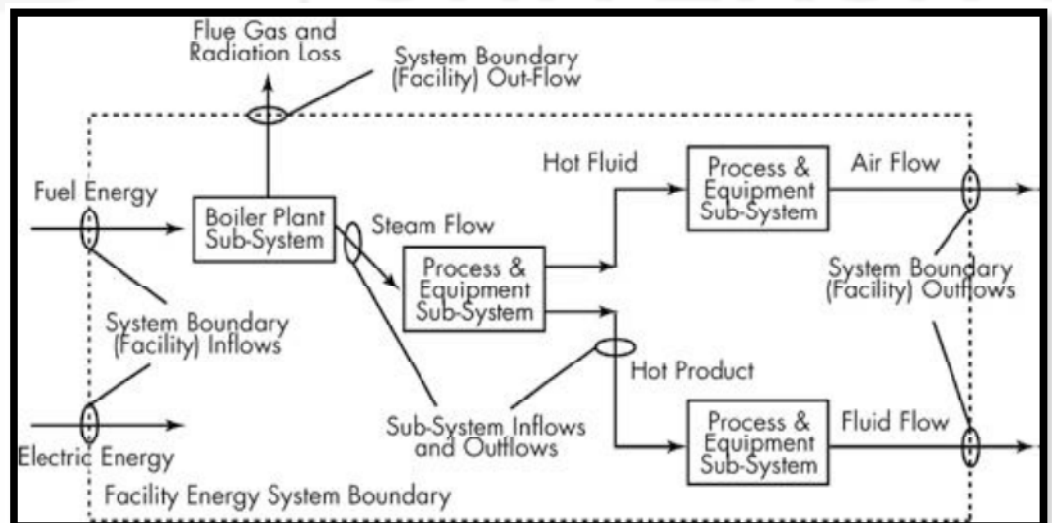 Flue Gas and
Radiation Loss
System Boundary
(Facility) Out-Flow
Fuel Energy
Boiler Plant
Sub-System
Steam Flow
Process &
Equipment
Sub-System
Hot Fluid
Process &
Equipment
Sub-System
Air Flow
System Boundary
(Facility) Inflows
System Boundary
(Facility) Outflows
Hot Product
Sub-System Inflows
and Outflows
Process &
Equipment
Sub-System
Fluid Flow
Electric Energy
Facility Energy System Boundary